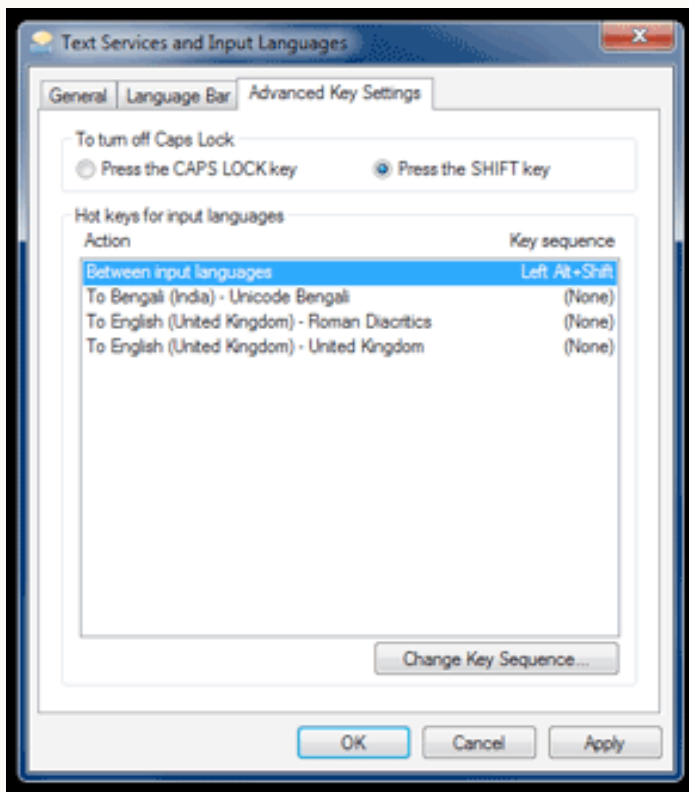 Text Services and Input Languages
General Language Bar Advanced Key Settings
To turn off Caps Lock
Press the CAPS LOCK key Press the SHIFT key
Hot keys for input languages
Action Key sequence
Between input languages Left Alt+Shift
To Bengali (India) - Unicode Bengali (None)
To English (United Kingdom) - Roman Diacritics (None)
To English (United Kingdom) - United Kingdom (None)
Change Key Sequence...
OK Cancel Apply